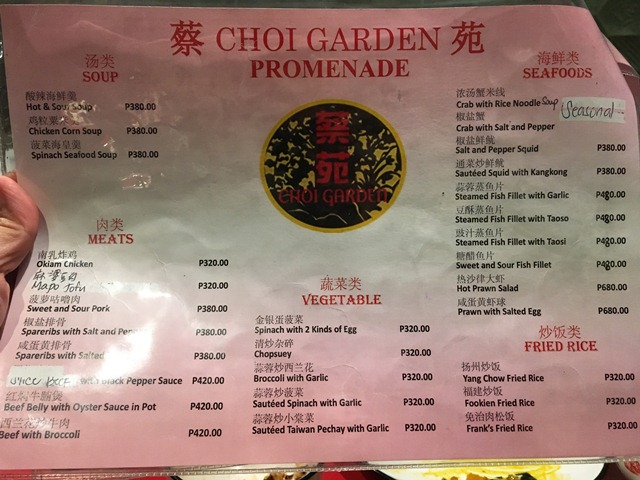 蔡 CHOI GARDEN 苑
PROMENADE
汤类
SOUP
酸辣海鲜羹
Hot & Sour Soup P380.00
鸡粒粟
Chicken Corn Soup P380.00
菠菜海皇羹
Spinach Seafood Soup P380.00
肉类
MEATS
南乳炸鸡
Okiam Chicken P320.00
Mapo Tofu P320.00
菠萝咕噜肉
Sweet and Sour Pork P380.00
椒盐排骨
Spareribs with Salt and Pepper P380.00
咸蛋黄排骨
Spareribs with Salted P380.00
with Black Pepper Sauce P420.00
红焖牛腩煲
Beef Belly with Oyster Sauce in Pot P420.00
西兰花炒牛肉
Beef with Broccoli P420.00
蔡
苑
CHOI GARDEN
蔬菜类
VEGETABLE
金银蛋菠菜
Spinach with 2 Kinds of Egg P320.00
清炒杂碎
Chopsuey P320.00
蒜蓉炒西兰花
Broccoli with Garlic P320.00
蒜蓉炒菠菜
Sautéed Spinach with Garlic P320.00
蒜蓉炒小棠菜
Sautéed Taiwan Pechay with Garlic P320.00
海鲜类
SEAFOODS
浓汤蟹米线
Crab with Rice Noodle Soup
椒盐蟹
Seasonal
Crab with Salt and Pepper
椒盐鲜鱿
Salt and Pepper Squid P380.00
通菜炒鲜鱿
Sautéed Squid with Kangkong P380.00
蒜蓉蒸鱼片
Steamed Fish Fillet with Garlic P420.00
豆酥蒸鱼片
Steamed Fish Fillet with Taoso P420.00
豉汁蒸鱼片
Steamed Fish Fillet with Taosi P420.00
糖醋鱼片
Sweet and Sour Fish Fillet P420.00
热沙律大虾
Hot Prawn Salad P680.00
咸蛋黄虾球
Prawn with Salted Egg P680.00
炒饭类
FRIED RICE
扬州炒饭
Yang Chow Fried Rice P320.00
福建炒饭
Fookien Fried Rice P320.00
免治肉松饭
Frank's Fried Rice P320.00